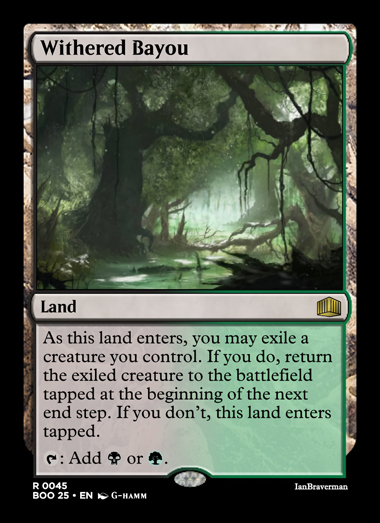 Withered Bayou
Land
As this land enters, you may exile a
creature you control. If you do, return
the exiled creature to the battlefield
tapped at the beginning of the next
end step. If you don't, this land enters
tapped.
: Add or .
R 0045
BOO 25 • EN G-HAMM
IanBraverman